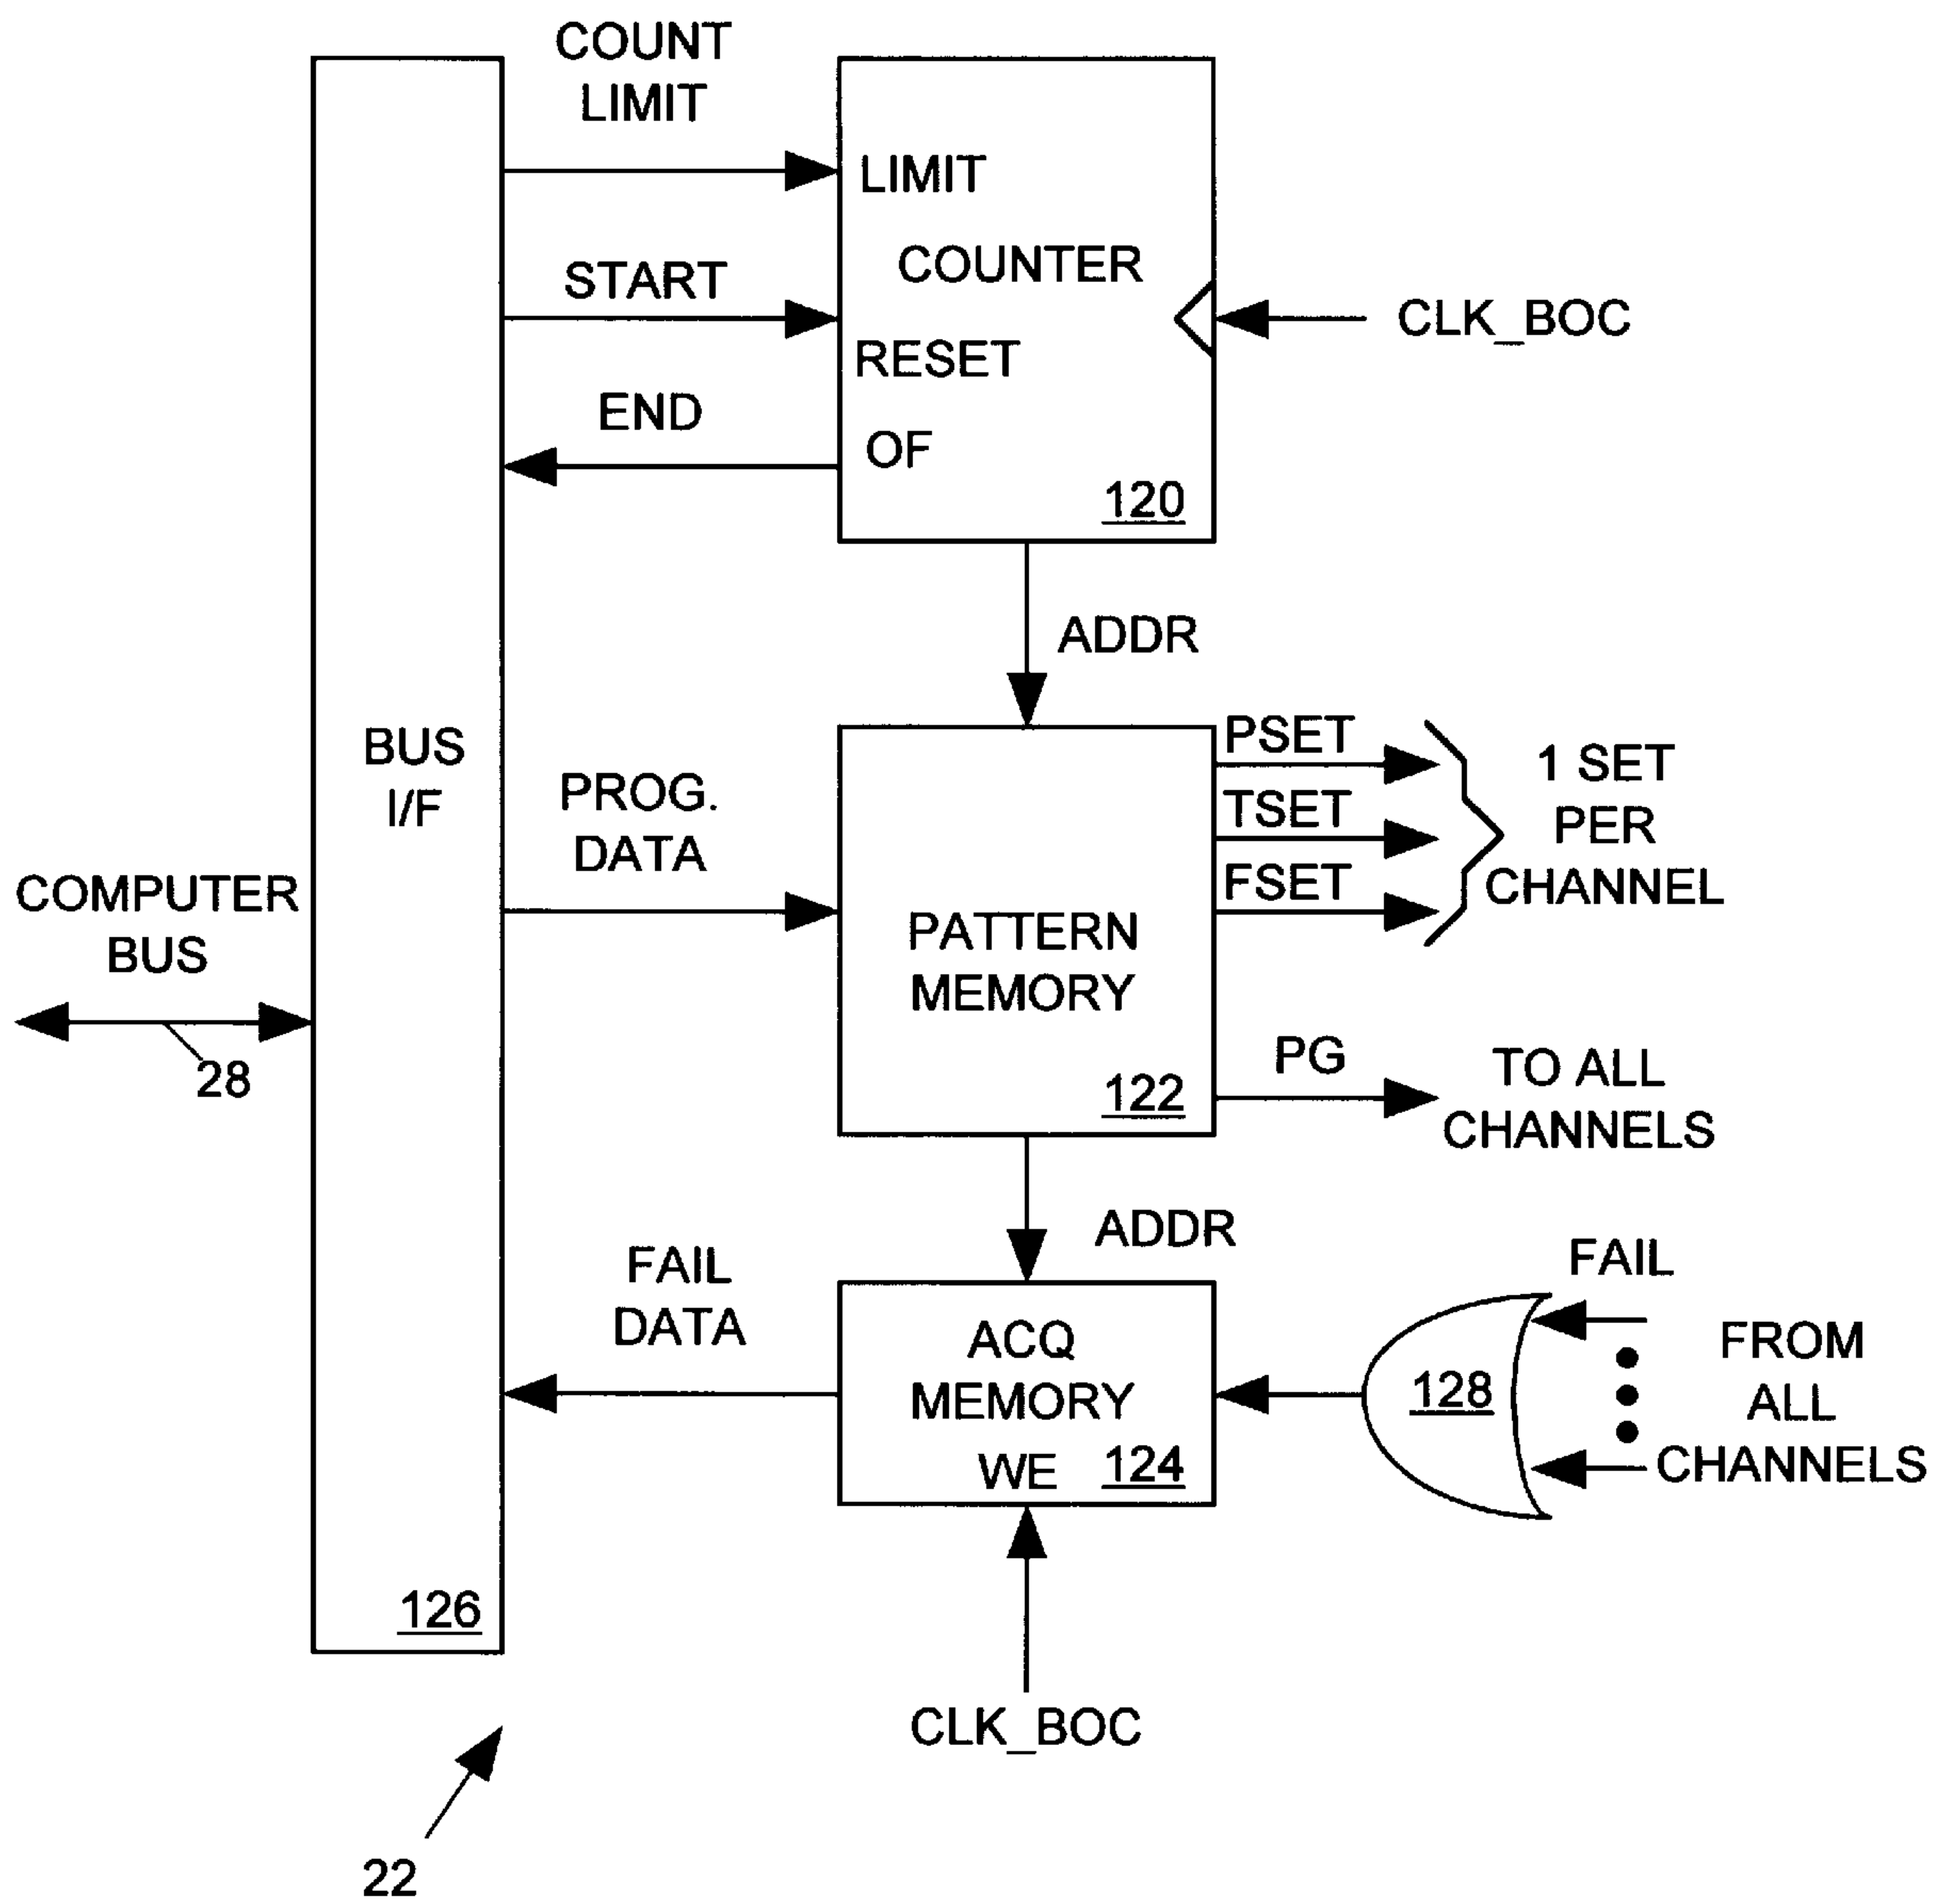 COUNT
LIMIT
LIMIT
COUNTER
START
CLK_BOC
RESET
END
OF
120
ADDR
PSET
1 SET
BUS
I/F
PROG.
DATA
TSET
PER
FSET
CHANNEL
COMPUTER
BUS
PATTERN
MEMORY
28
PG
122
TO ALL
CHANNELS
ADDR
FAIL
DATA
FAIL
ACQ
MEMORY
WE
124
128
FROM
ALL
CHANNELS
126
CLK_BOC
22